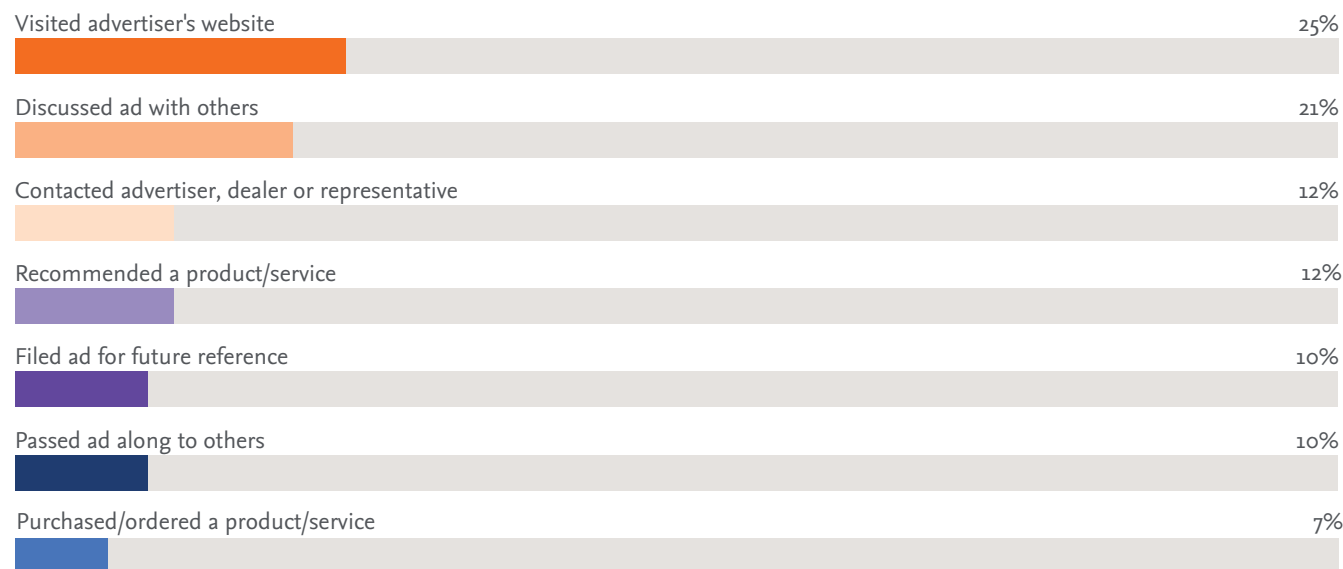 Visited advertiser's website 25%
Discussed ad with others 21%
Contacted advertiser, dealer or representative 12%
Recommended a product/service 12%
Filed ad for future reference 10%
Passed ad along to others 10%
Purchased/ordered a product/service 7%